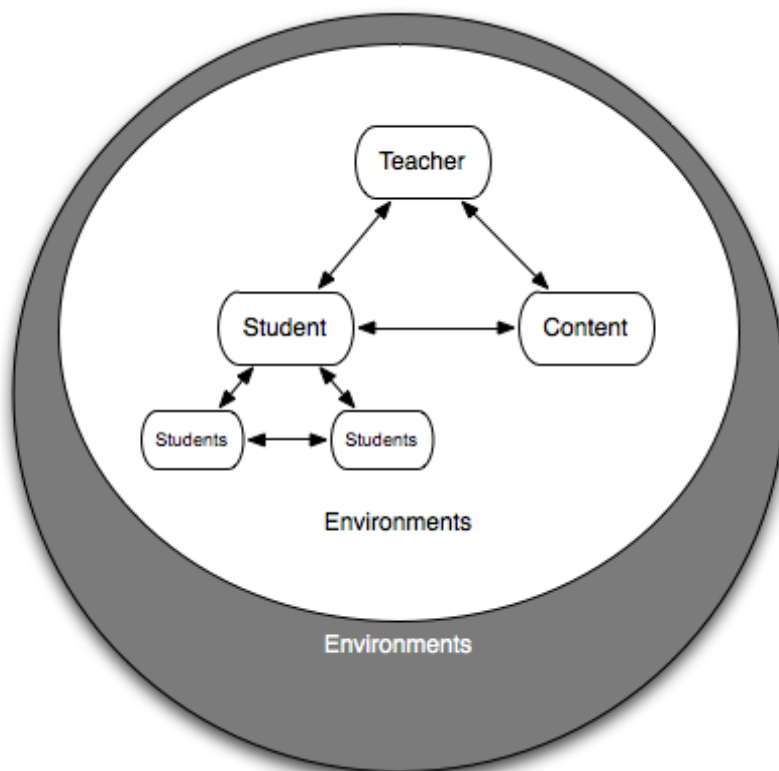 Teacher
Student
Content
Students
Students
Environments
Environments